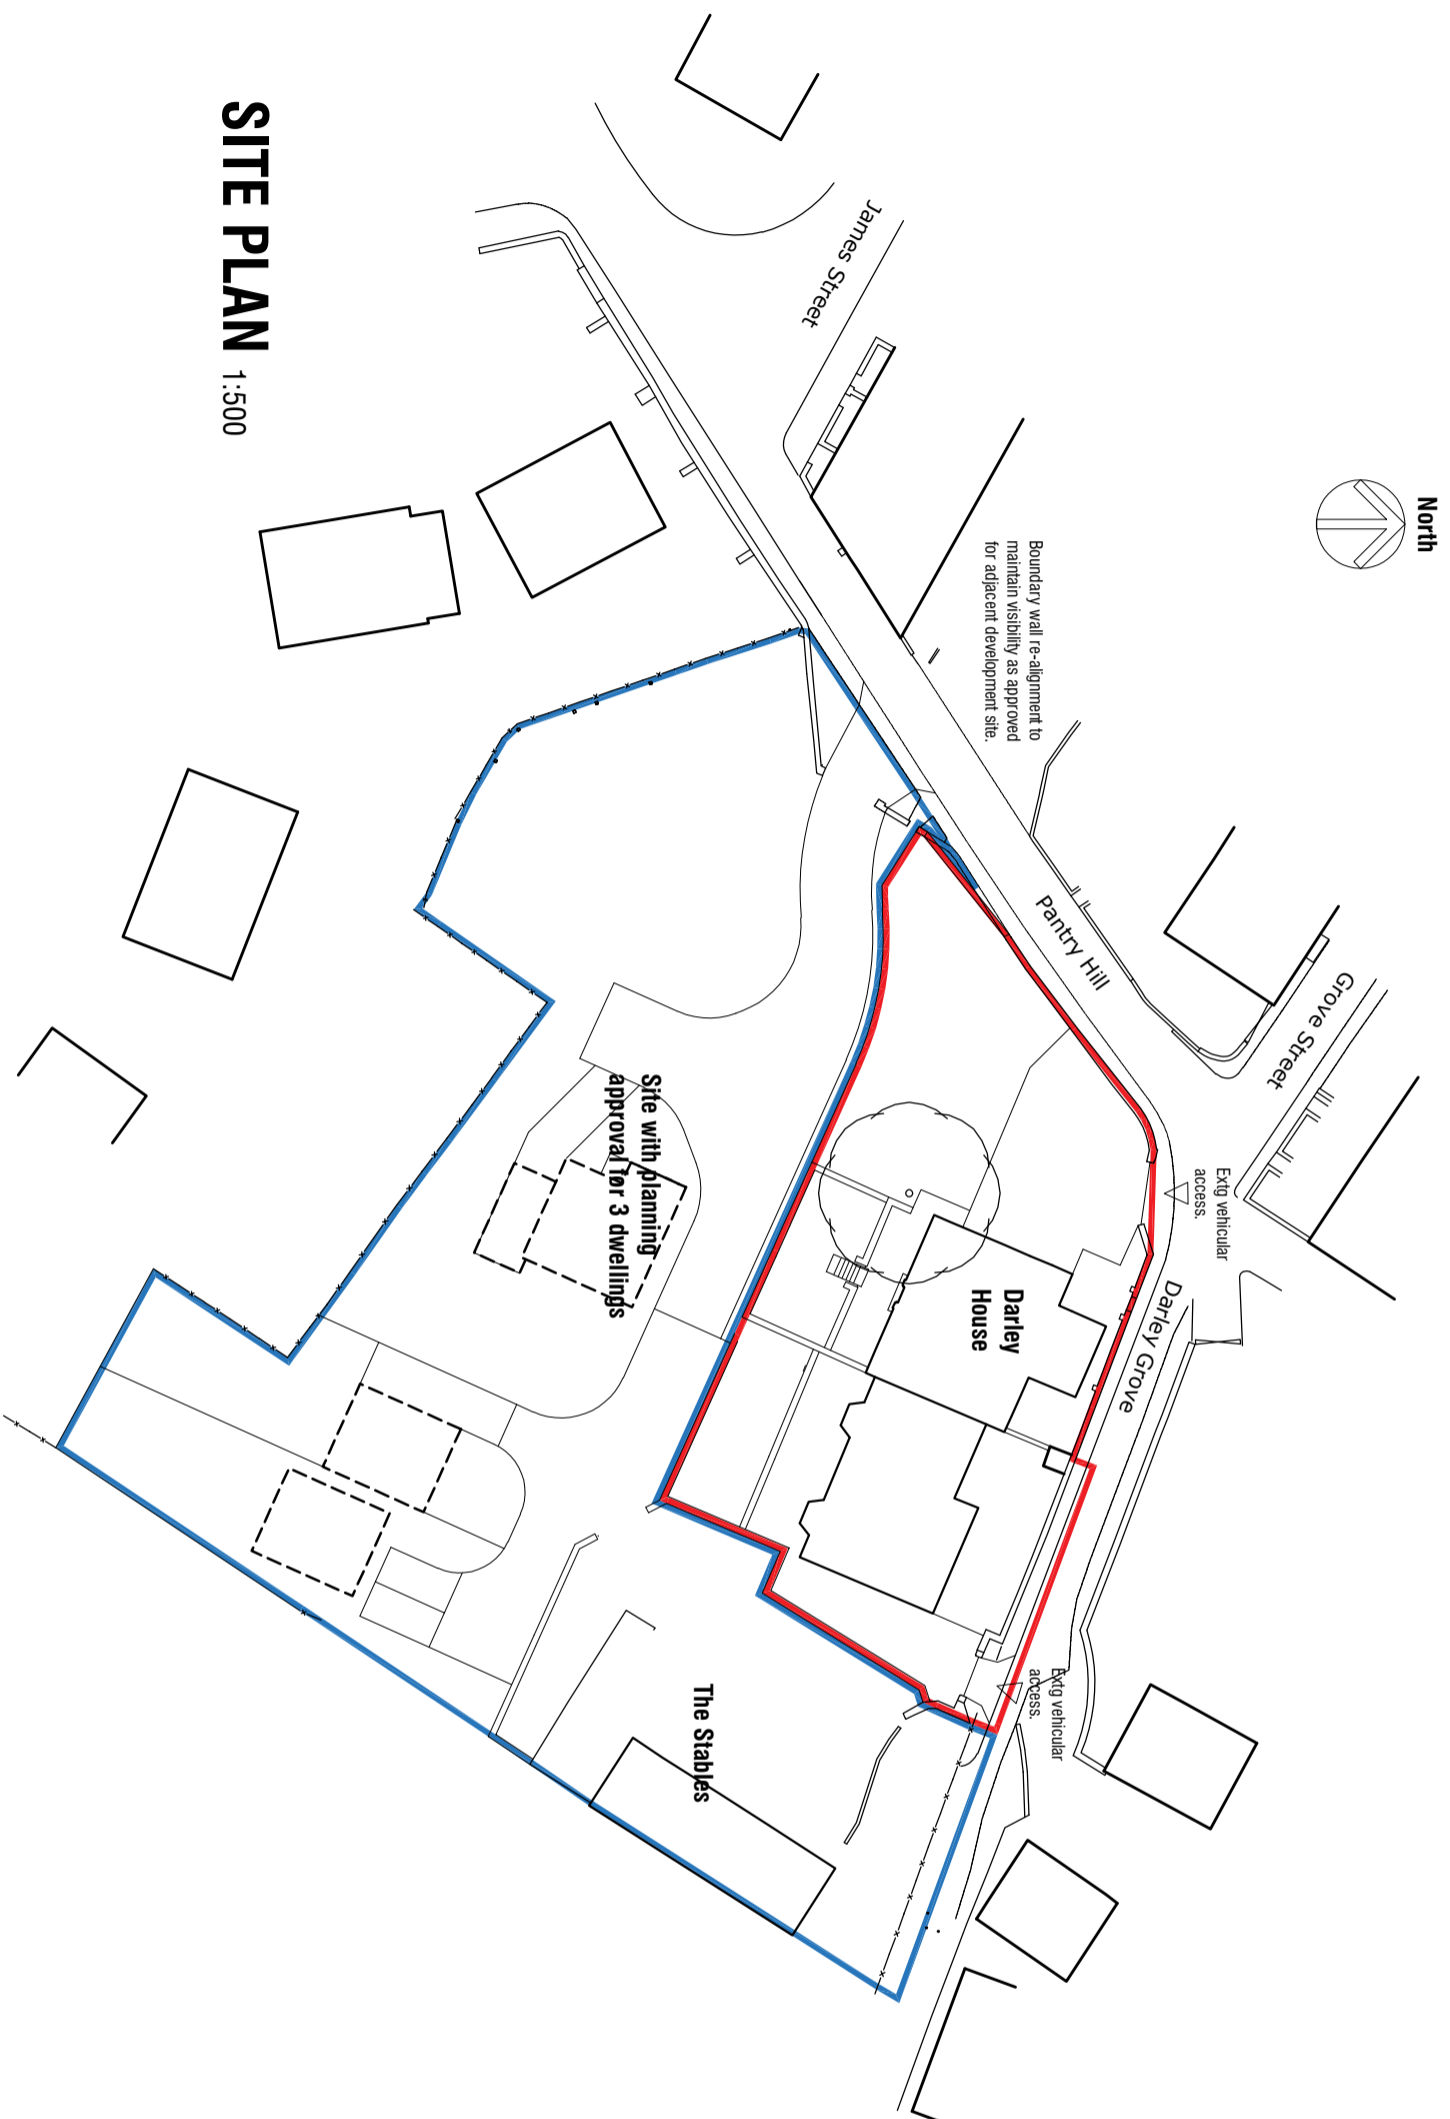 North
James Street
Boundary wall re-alignment to
maintain visibility as approved
for adjacent development site.
Pantry Hill
Grove Street
Extg vehicular
access.
Darley Grove
Darley
House
Site with planning
approval for 3 dwellings
Extg vehicular
access.
The Stables
SITE PLAN 1:500